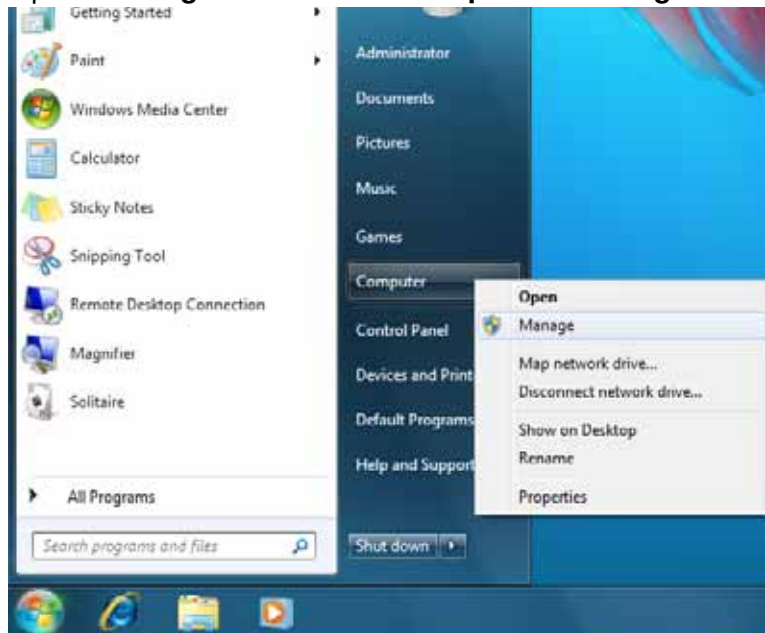 Getting Started
Paint
Windows Media Center
Calculator
Sticky Notes
Snipping Tool
Remote Desktop Connection
Magnifier
Solitaire
All Programs
Search programs and files
Administrator
Documents
Pictures
Music
Games
Computer
Control Panel
Devices and Print
Default Programs
Help and Support
Shut down
Open
Manage
Map network drive...
Disconnect network drive...
Show on Desktop
Rename
Properties